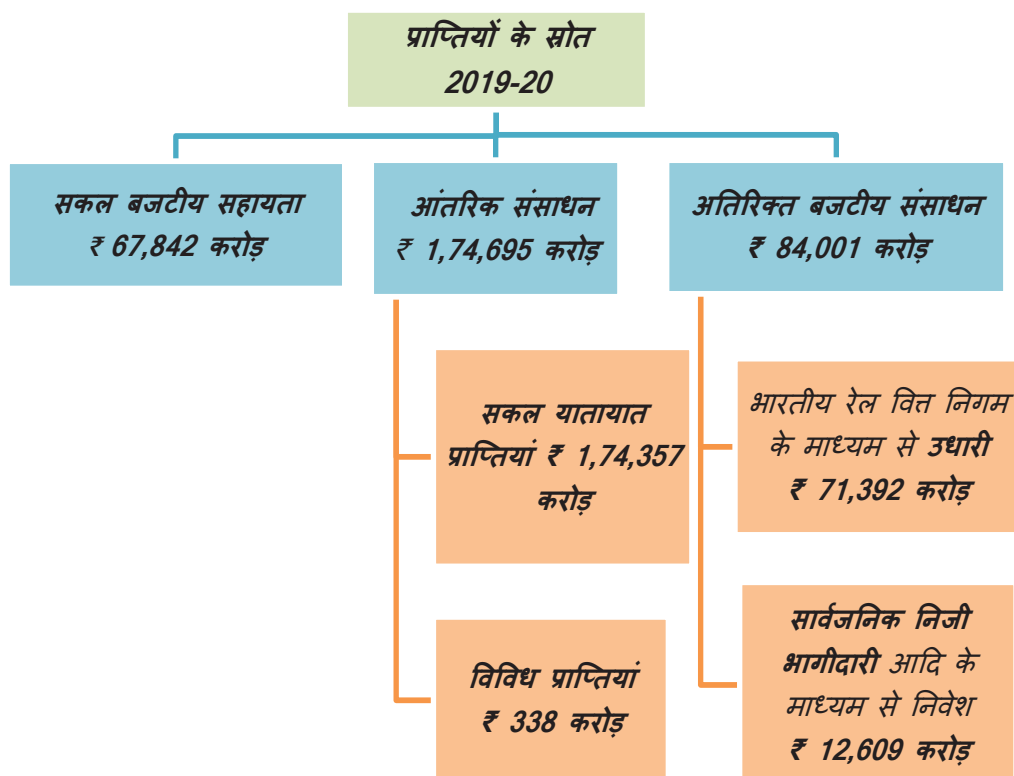 प्राप्तियों के स्रोत
2019-20
सकल बजटीय सहायता
₹ 67,842 करोड़
आंतरिक संसाधन
₹ 1,74,695 करोड़
अतिरिक्त बजटीय संसाधन
₹ 84,001 करोड़
सकल यातायात
प्राप्तियां ₹ 1,74,357
करोड़
भारतीय रेल वित्त निगम
के माध्यम से उधारी
₹ 71,392 करोड़
विविध प्राप्तियां
₹ 338 करोड़
सार्वजनिक निजी
भागीदारी आदि के
माध्यम से निवेश
₹ 12,609 करोड़